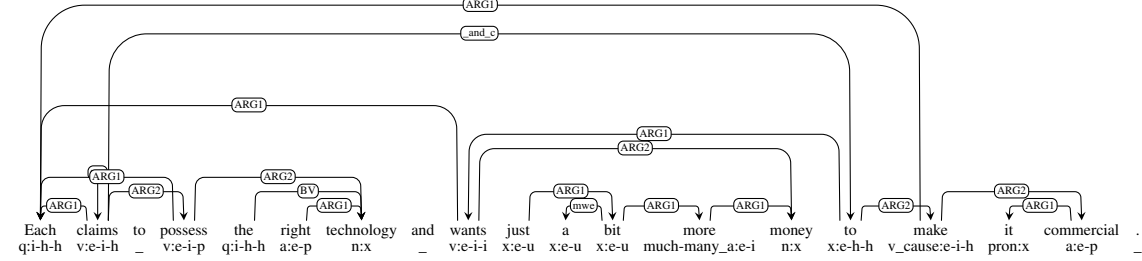 ARG1
_and_c
ARG1
ARG1
ARG2
ARG1 ARG2 ARG2 BV ARG1 ARG2
ARG1 ARG1 mwe ARG1 ARG1 ARG2 ARG1
Each claims to possess the right technology and wants just a bit more money to make it commercial .
q:i-h-h v:e-i-h _ v:e-i-p q:i-h-h a:e-p n:x _ v:e-i-i x:e-u x:e-u x:e-u much-many_a:e-i n:x x:e-h-h v_cause:e-i-h pron:x a:e-p _